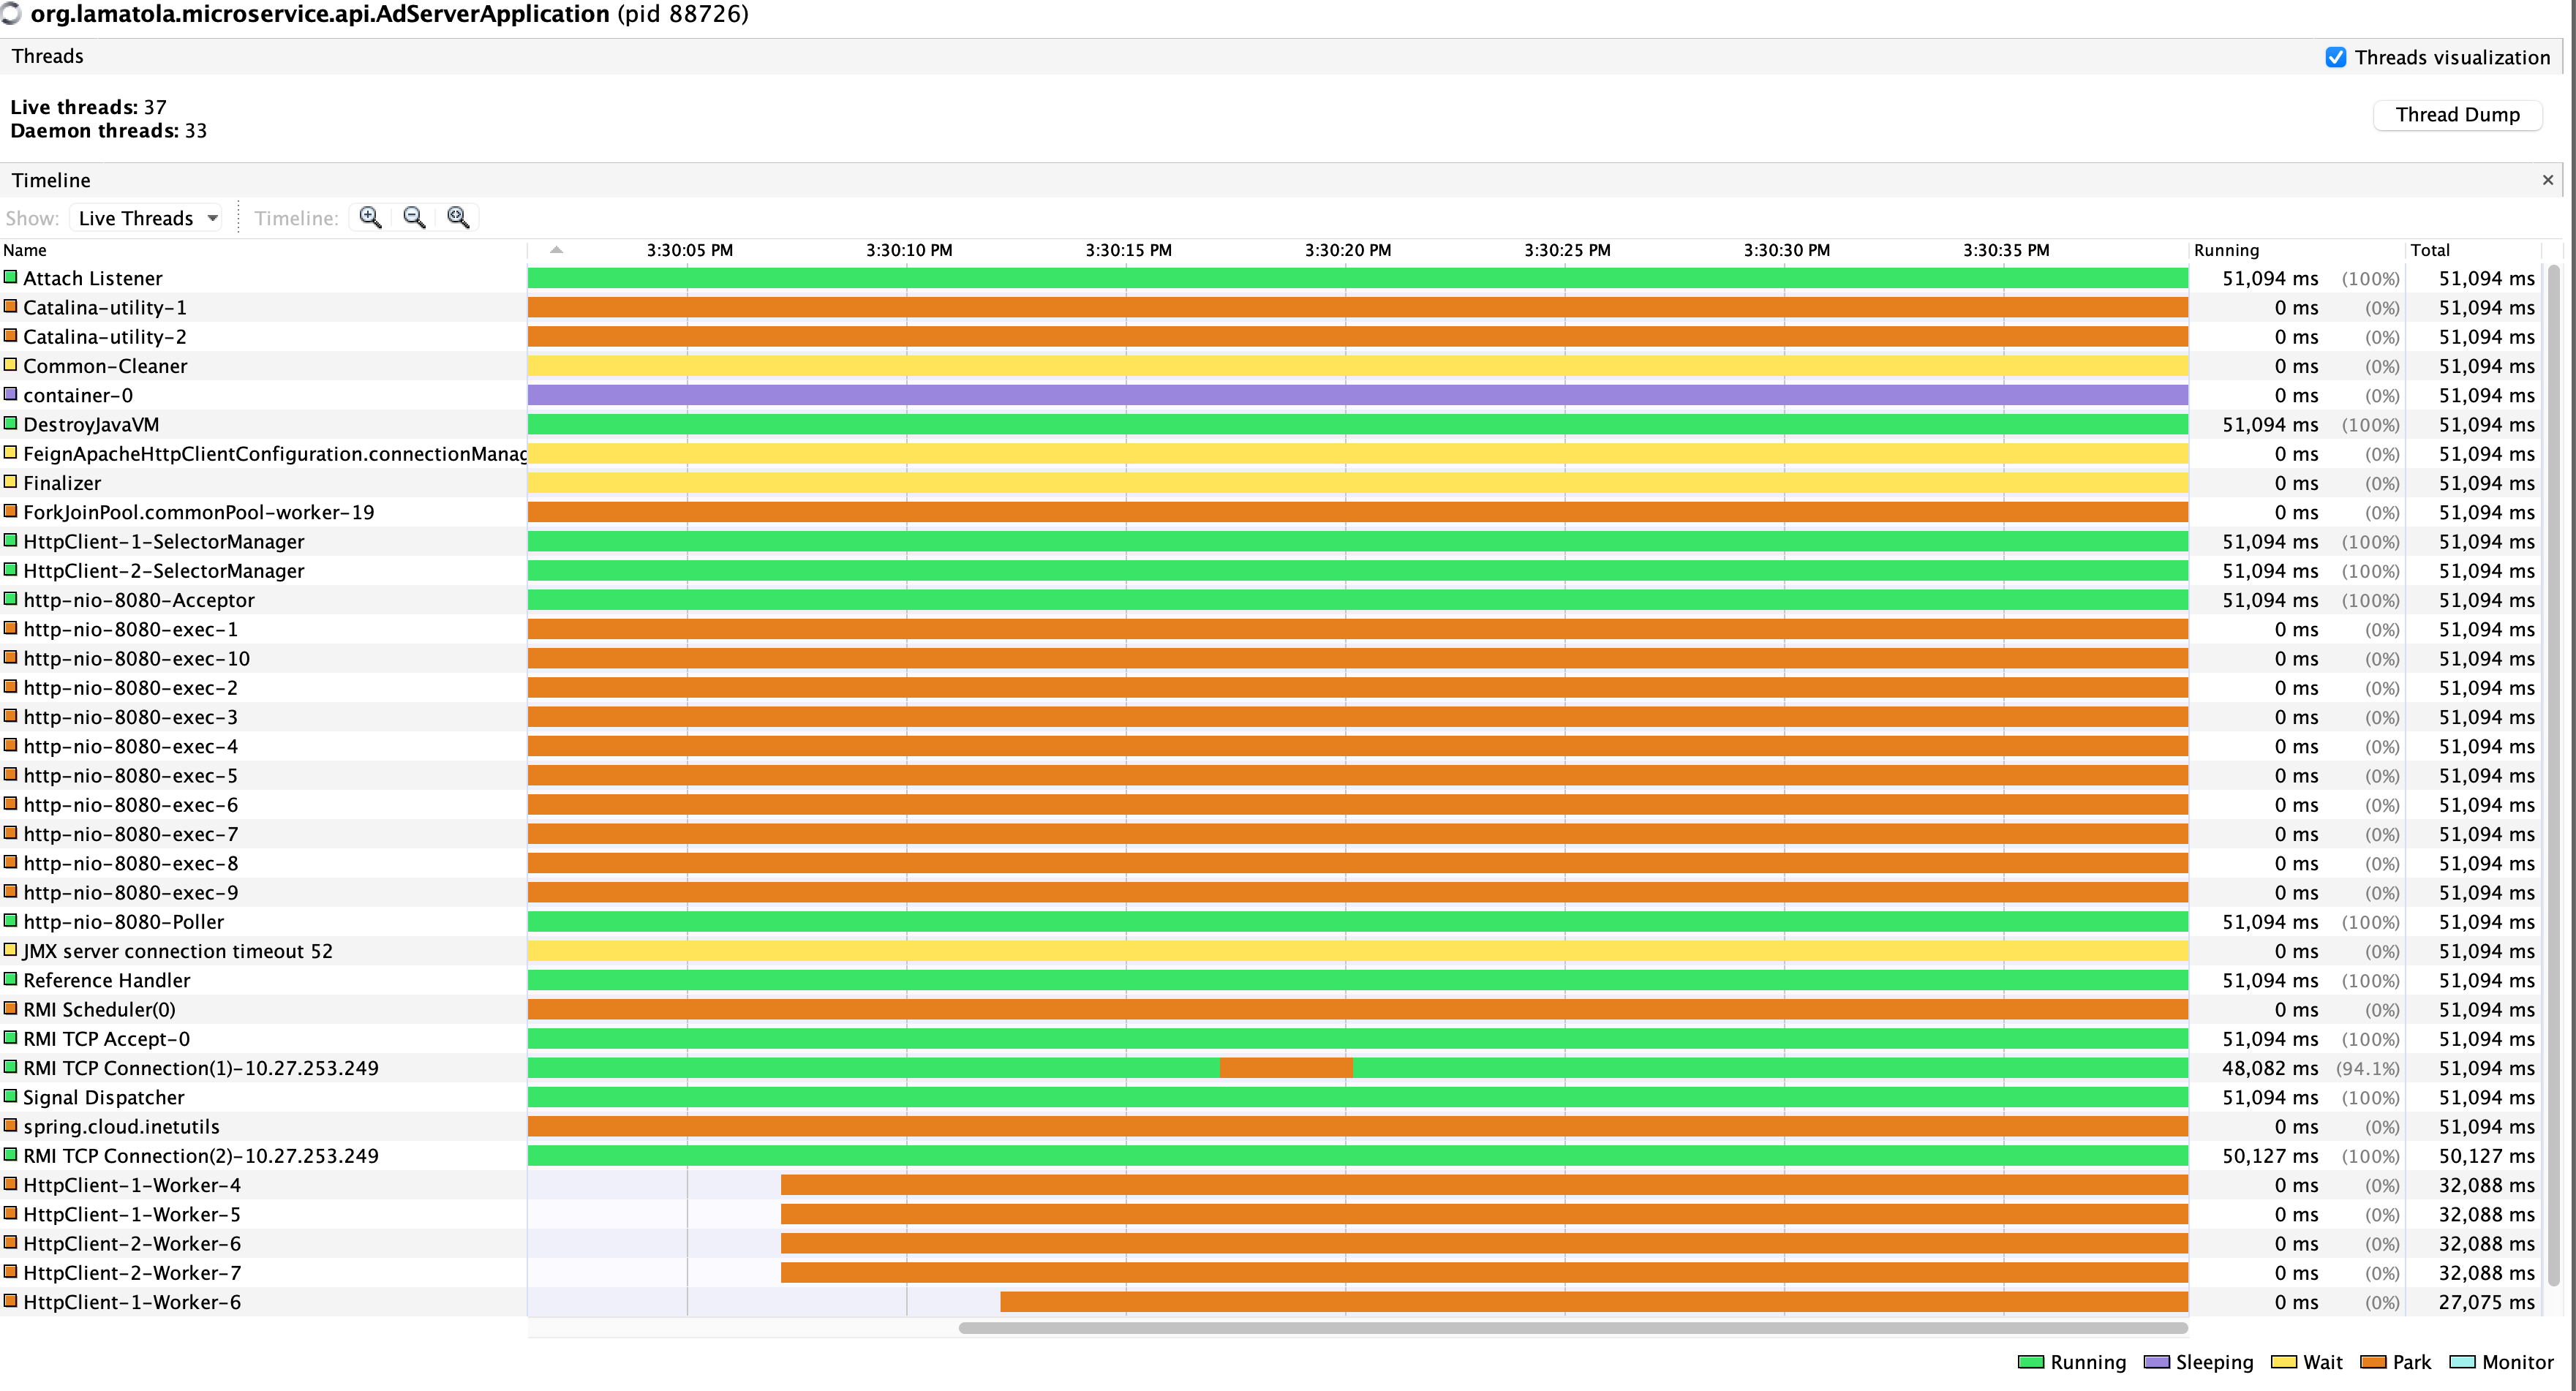 org.lamatola.microservice.api.AdServerApplication (pid 88726)
Threads Threads visualization
Live threads: 37
Daemon threads: 33
Thread Dump
Timeline ×
Show: Live Threads Timeline:
Name 3:30:05 PM 3:30:10 PM 3:30:15 PM 3:30:20 PM 3:30:25 PM 3:30:30 PM 3:30:35 PM Running Total
Attach Listener 51,094 ms (100%) 51,094 ms
Catalina-utility-1 0 ms (0%) 51,094 ms
Catalina-utility-2 0 ms (0%) 51,094 ms
Common-Cleaner 0 ms (0%) 51,094 ms
container-0 0 ms (0%) 51,094 ms
DestroyJavaVM 51,094 ms (100%) 51,094 ms
FeignApacheHttpClientConfiguration.connectionManag 0 ms (0%) 51,094 ms
Finalizer 0 ms (0%) 51,094 ms
ForkJoinPool.commonPool-worker-19 0 ms (0%) 51,094 ms
HttpClient-1-SelectorManager 51,094 ms (100%) 51,094 ms
HttpClient-2-SelectorManager 51,094 ms (100%) 51,094 ms
http-nio-8080-Acceptor 51,094 ms (100%) 51,094 ms
http-nio-8080-exec-1 0 ms (0%) 51,094 ms
http-nio-8080-exec-10 0 ms (0%) 51,094 ms
http-nio-8080-exec-2 0 ms (0%) 51,094 ms
http-nio-8080-exec-3 0 ms (0%) 51,094 ms
http-nio-8080-exec-4 0 ms (0%) 51,094 ms
http-nio-8080-exec-5 0 ms (0%) 51,094 ms
http-nio-8080-exec-6 0 ms (0%) 51,094 ms
http-nio-8080-exec-7 0 ms (0%) 51,094 ms
http-nio-8080-exec-8 0 ms (0%) 51,094 ms
http-nio-8080-exec-9 0 ms (0%) 51,094 ms
http-nio-8080-Poller 51,094 ms (100%) 51,094 ms
JMX server connection timeout 52 0 ms (0%) 51,094 ms
Reference Handler 51,094 ms (100%) 51,094 ms
RMI Scheduler(0) 0 ms (0%) 51,094 ms
RMI TCP Accept-0 51,094 ms (100%) 51,094 ms
RMI TCP Connection(1)-10.27.253.249 48,082 ms (94.1%) 51,094 ms
Signal Dispatcher 51,094 ms (100%) 51,094 ms
spring.cloud.inetutils 0 ms (0%) 51,094 ms
RMI TCP Connection(2)-10.27.253.249 50,127 ms (100%) 50,127 ms
HttpClient-1-Worker-4 0 ms (0%) 32,088 ms
HttpClient-1-Worker-5 0 ms (0%) 32,088 ms
HttpClient-2-Worker-6 0 ms (0%) 32,088 ms
HttpClient-2-Worker-7 0 ms (0%) 32,088 ms
HttpClient-1-Worker-6 0 ms (0%) 27,075 ms
Running Sleeping Wait Park Monitor